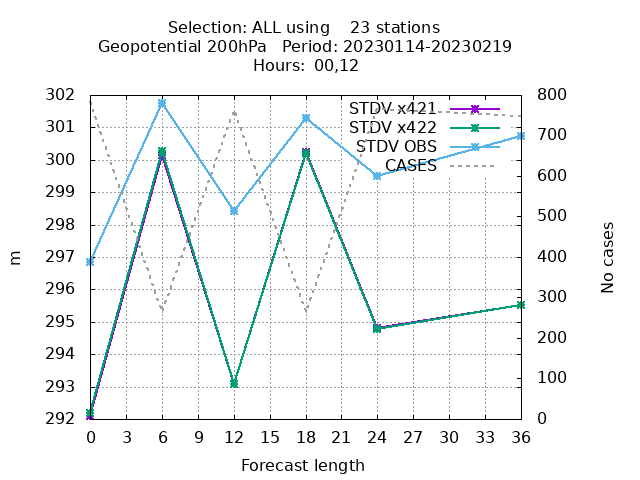 Selection: ALL using    23 stations
Geopotential 200hPa   Period: 20230114-20230219
Hours:  00,12
302
301
300
299
298
297
296
295
294
293
292
m
STDV x421
STDV x422
STDV OBS
CASES
800
700
600
500
400
300
200
100
0
No cases
0 3 6 9 12 15 18 21 24 27 30 33 36
Forecast length